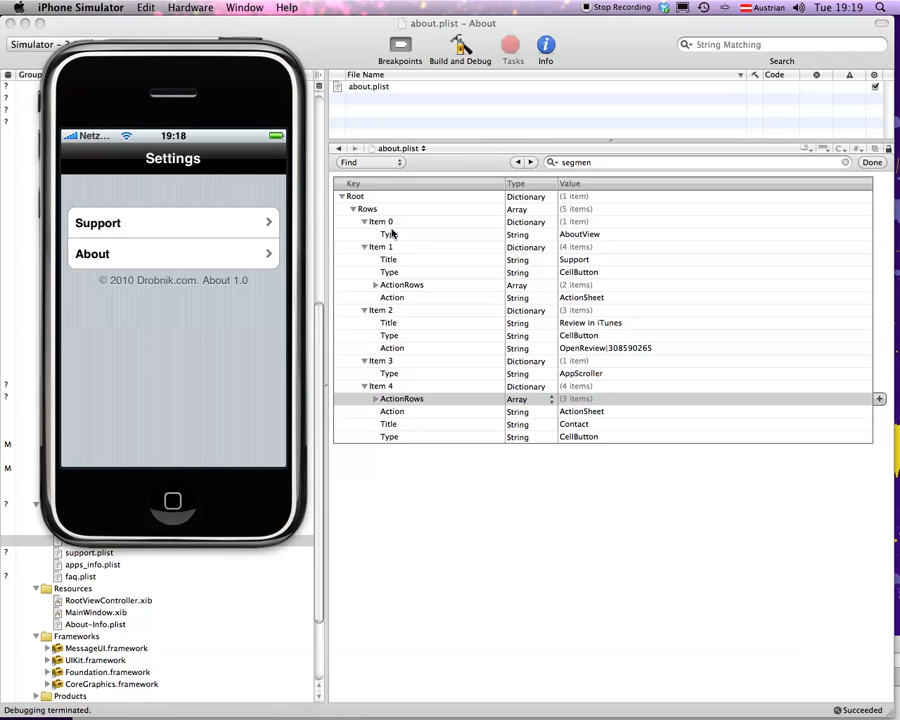 iPhone Simulator Edit Hardware Window Help Stop Recording Austrian Tue 19:19
about.plist - About
Simulator - 
Breakpoints Build and Debug Tasks Info
String Matching
Search
Group
File Name Code
about.plist
about.plist
Find segmen Done
Key Type Value
Root Dictionary (1 item)
Rows Array (5 items)
Item 0 Dictionary (1 item)
Type String AboutView
Item 1 Dictionary (4 items)
Title String Support
Type String CellButton
ActionRows Array (2 items)
Action String ActionSheet
Item 2 Dictionary (3 items)
Title String Review in iTunes
Type String CellButton
Action String OpenReview|308590265
Item 3 Dictionary (1 item)
Type String AppScroller
Item 4 Dictionary (4 items)
ActionRows Array (3 items) +
Action String ActionSheet
Title String Contact
Type String CellButton
Netz... 19:18
Settings
Support
About
© 2010 Drobnik.com. About 1.0
?
?
?
?
?
?
M
M
?
? support.plist
apps_info.plist
? faq.plist
Resources
RootViewController.xib
MainWindow.xib
About-Info.plist
Frameworks
MessageUI.framework
UIKit.framework
Foundation.framework
CoreGraphics.framework
Products
Debugging terminated. Succeeded